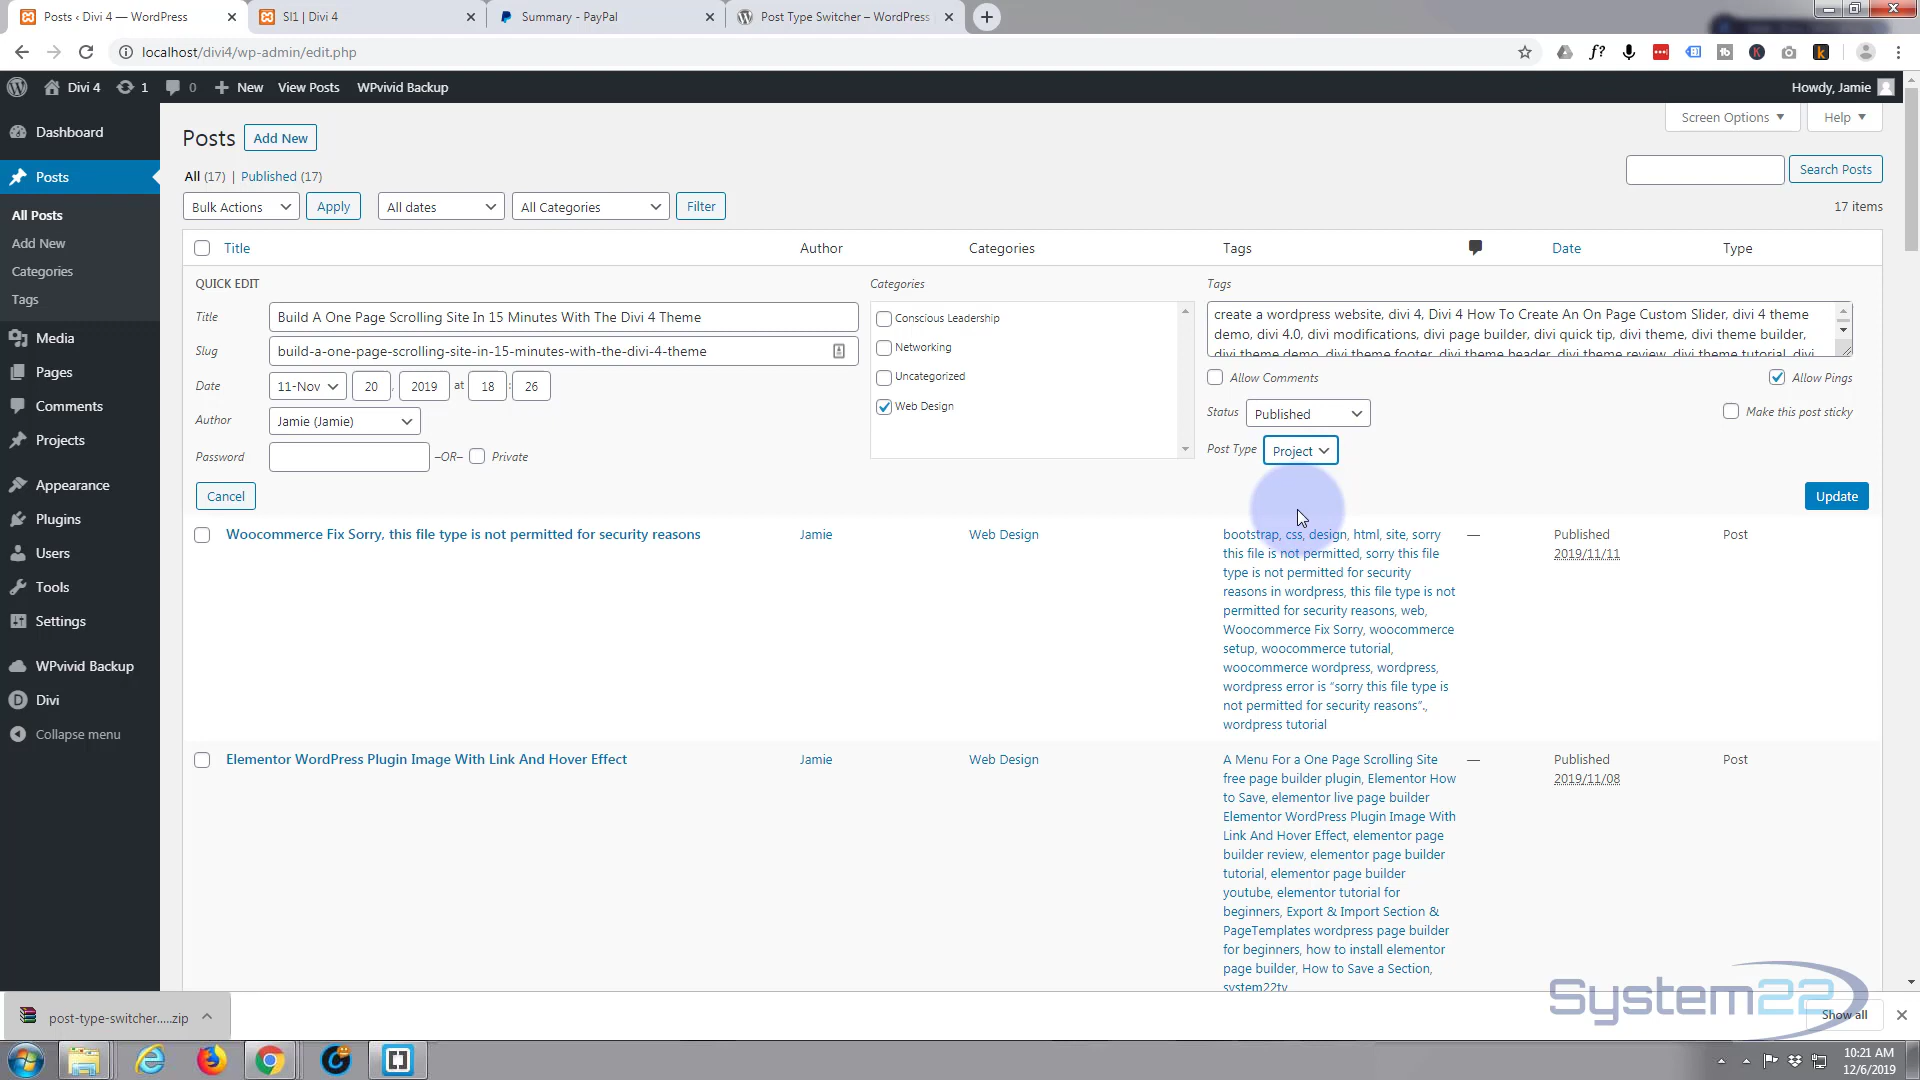 Posts ‹ Divi 4 — WordPress
Sl1 | Divi 4
Summary - PayPal
Post Type Switcher – WordPress
localhost/divi4/wp-admin/edit.php
Divi 4
1
0
New
View Posts
WPvivid Backup
Howdy, Jamie
Dashboard
Posts
All Posts
Add New
Categories
Tags
Media
Pages
Comments
Projects
Appearance
Plugins
Users
Tools
Settings
WPvivid Backup
Divi
Collapse menu
Screen Options
Help
Posts
Add New
All (17) | Published (17)
Search Posts
Bulk Actions
Apply
All dates
All Categories
Filter
17 items
Title
Author
Categories
Tags
Date
Type
QUICK EDIT
Title
Build A One Page Scrolling Site In 15 Minutes With The Divi 4 Theme
Slug
build-a-one-page-scrolling-site-in-15-minutes-with-the-divi-4-theme
Date
11-Nov 20 , 2019 at 18 : 26
Author
Jamie (Jamie)
Password
–OR–
Private
Categories
Conscious Leadership
Networking
Uncategorized
Web Design
Tags
create a wordpress website, divi 4, Divi 4 How To Create An On Page Custom Slider, divi 4 theme
demo, divi 4.0, divi modifications, divi page builder, divi quick tip, divi theme, divi theme builder,
divi theme demo, divi theme footer, divi theme header, divi theme review, divi theme tutorial, divi
Allow Comments
Allow Pings
Status
Published
Make this post sticky
Post Type
Project
Cancel
Update
Woocommerce Fix Sorry, this file type is not permitted for security reasons
Jamie
Web Design
bootstrap, css, design, html, site, sorry
this file is not permitted, sorry this file
type is not permitted for security
reasons in wordpress, this file type is not
permitted for security reasons, web,
Woocommerce Fix Sorry, woocommerce
setup, woocommerce tutorial,
woocommerce wordpress, wordpress,
wordpress error is “sorry this file type is
not permitted for security reasons”.,
wordpress tutorial
—
Published
2019/11/11
Post
Elementor WordPress Plugin Image With Link And Hover Effect
Jamie
Web Design
A Menu For a One Page Scrolling Site
free page builder plugin, Elementor How
to Save, elementor live page builder
Elementor WordPress Plugin Image With
Link And Hover Effect, elementor page
builder review, elementor page builder
tutorial, elementor page builder
youtube, elementor tutorial for
beginners, Export & Import Section &
PageTemplates wordpress page builder
for beginners, how to install elementor
page builder, How to Save a Section,
system22tv
—
Published
2019/11/08
Post
System22
post-type-switcher.....zip
Show all
10:21 AM
12/6/2019